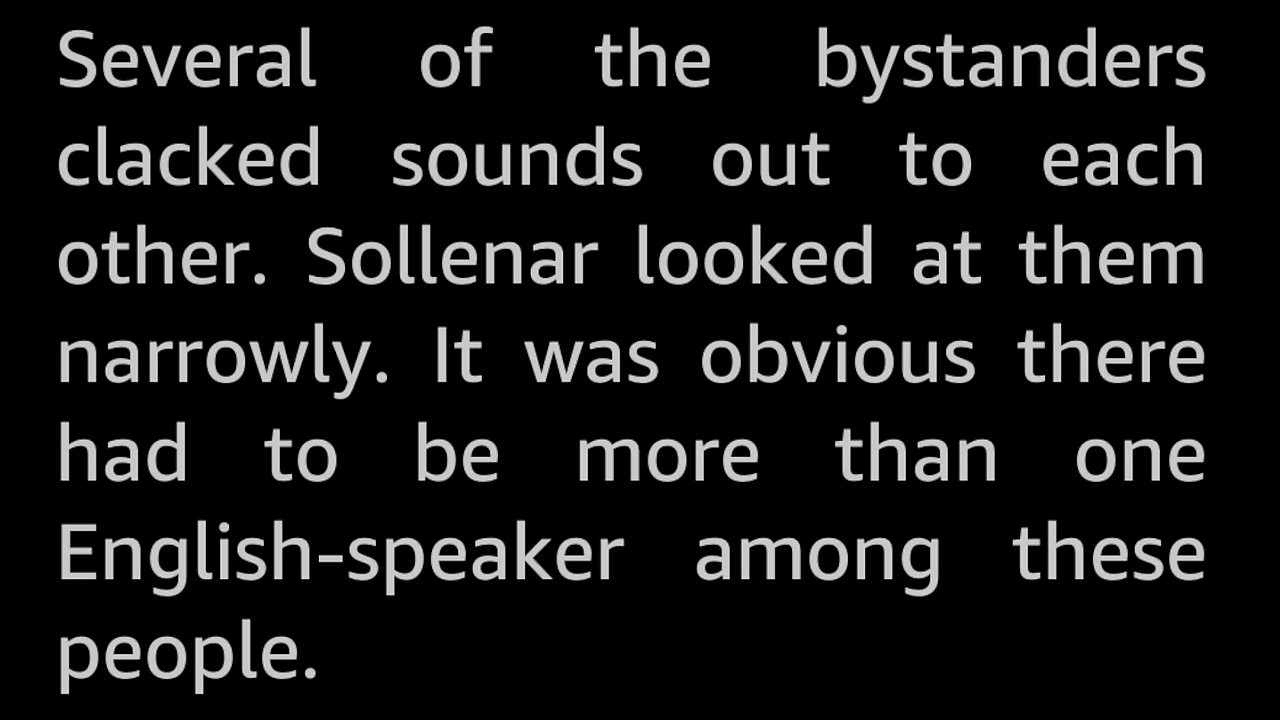 Several of the bystanders
clacked sounds out to each
other. Sollenar looked at them
narrowly. It was obvious there
had to be more than one
English-speaker among these
people.